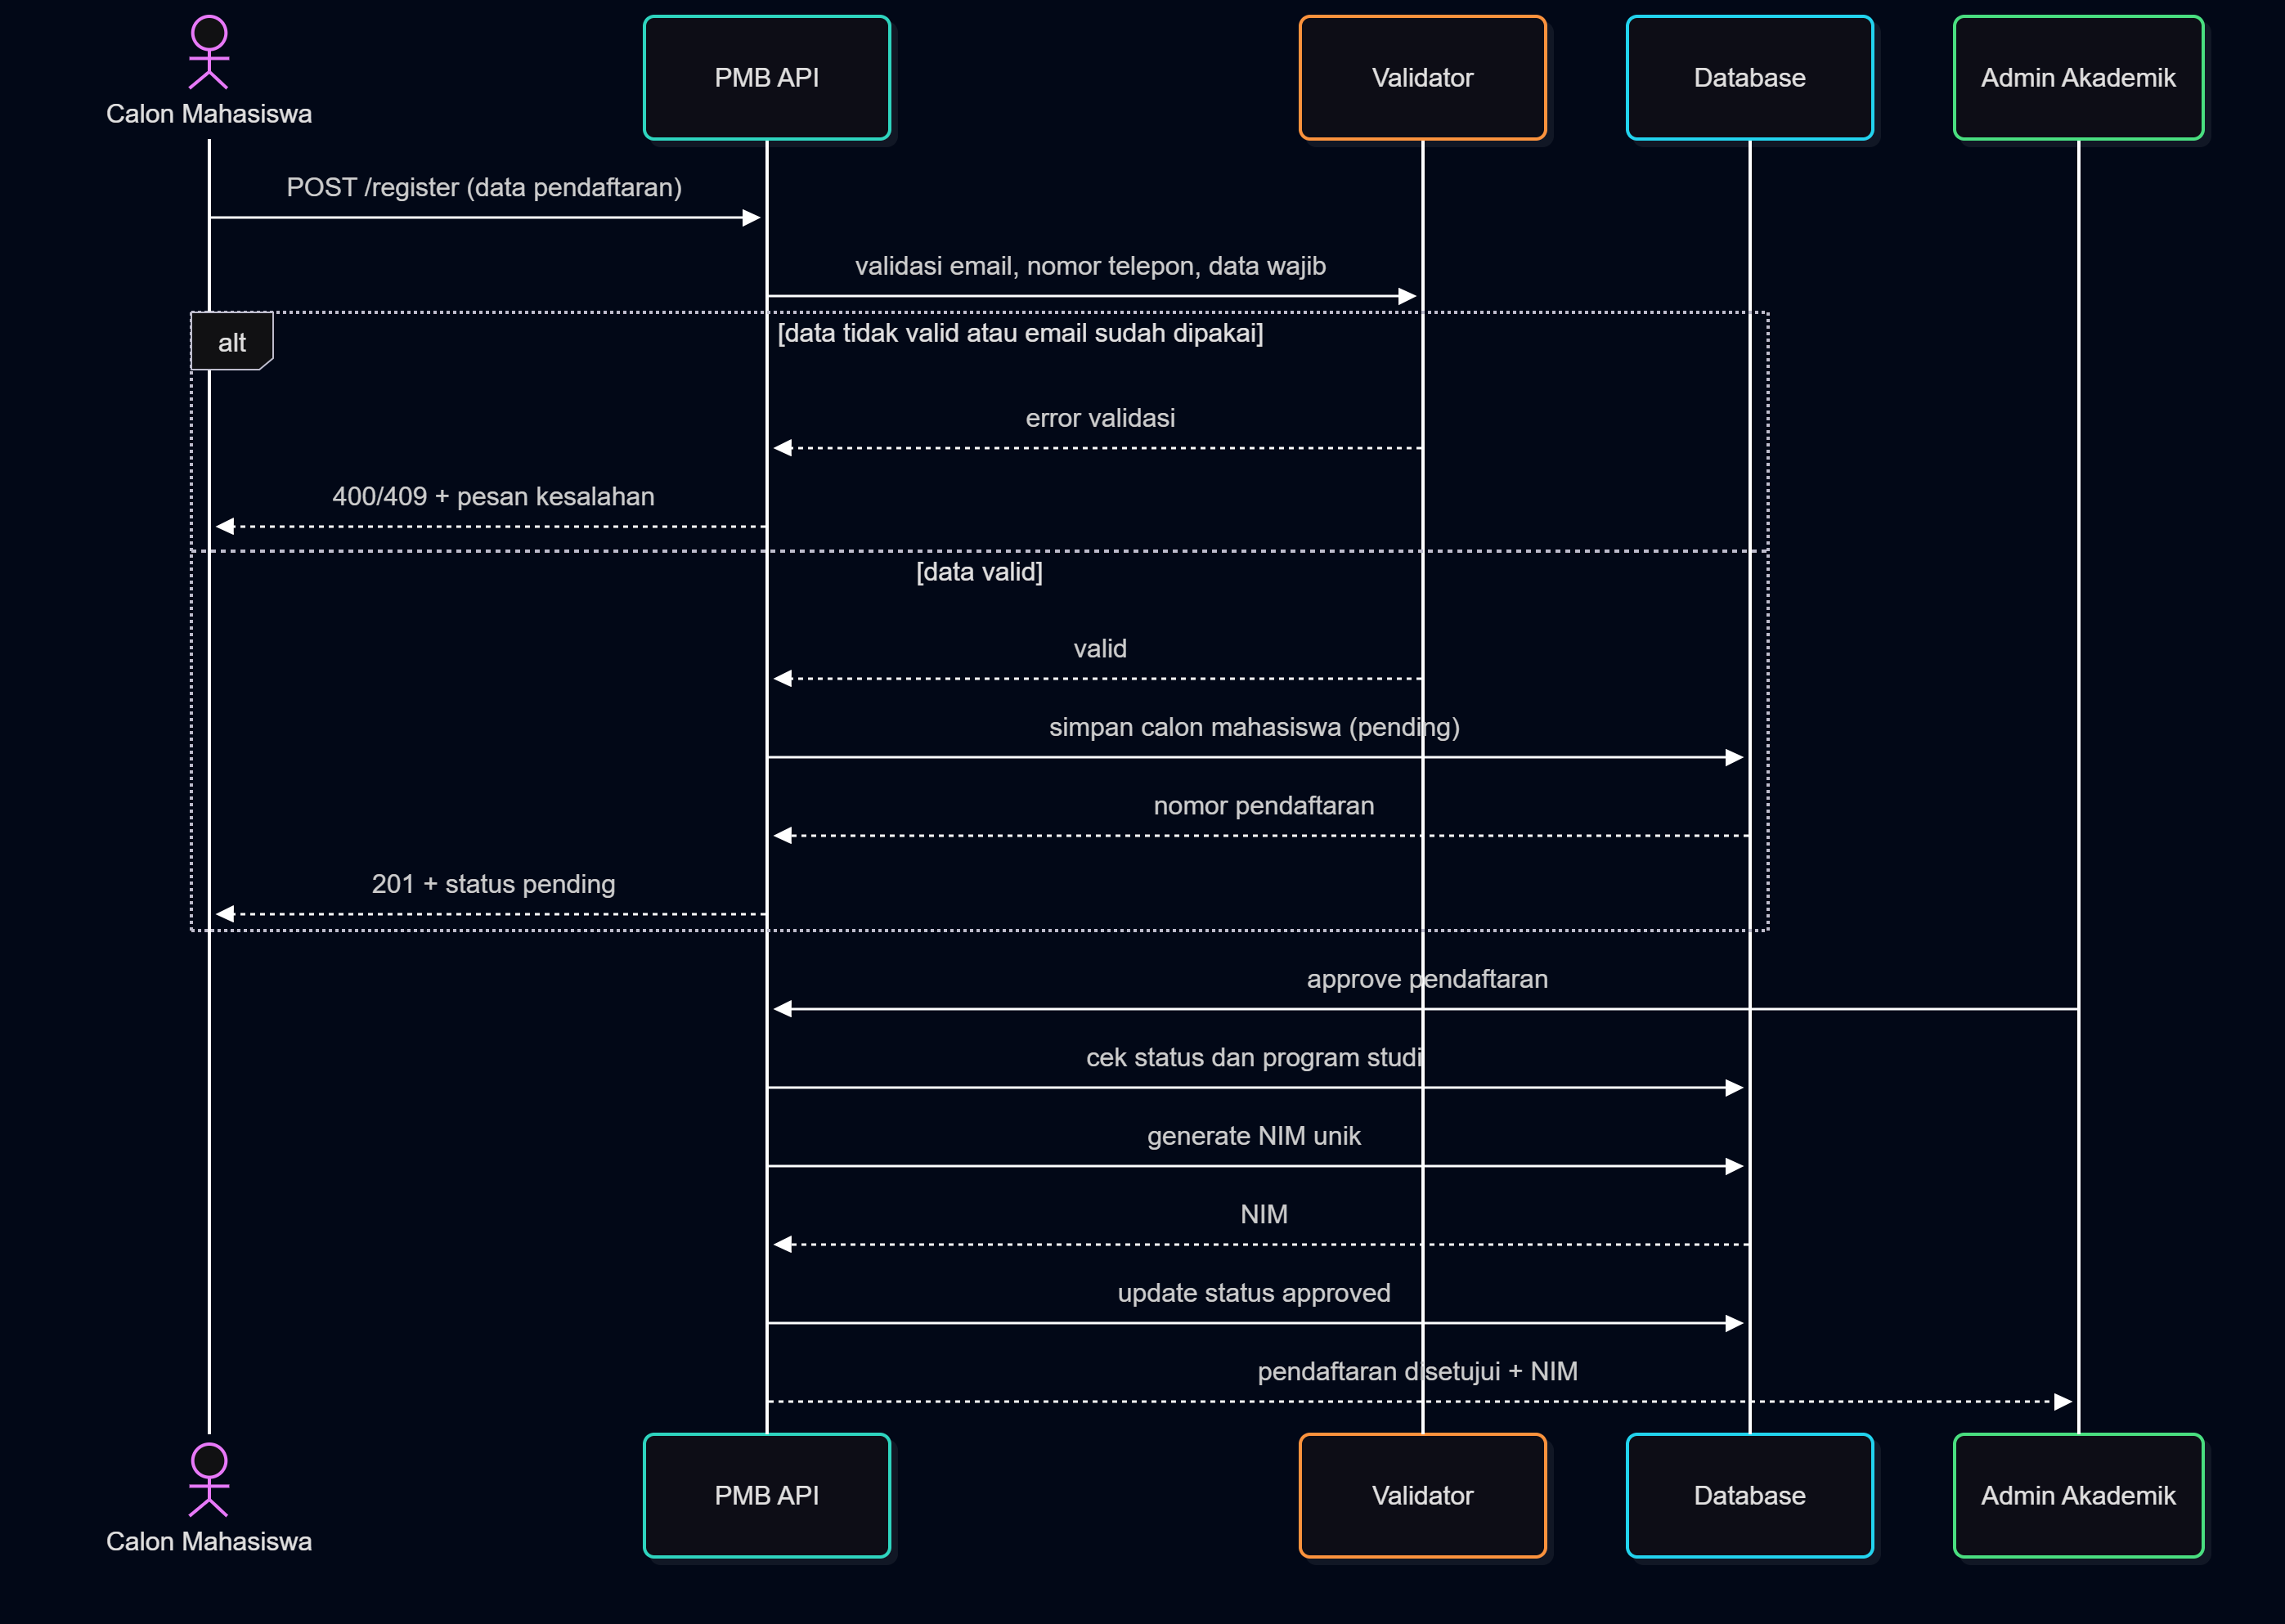 Calon Mahasiswa
PMB API
Validator
Database
Admin Akademik
POST /register (data pendaftaran)
validasi email, nomor telepon, data wajib
alt
[data tidak valid atau email sudah dipakai]
error validasi
400/409 + pesan kesalahan
[data valid]
valid
simpan calon mahasiswa (pending)
nomor pendaftaran
201 + status pending
approve pendaftaran
cek status dan program studi
generate NIM unik
NIM
update status approved
pendaftaran disetujui + NIM
Calon Mahasiswa
PMB API
Validator
Database
Admin Akademik